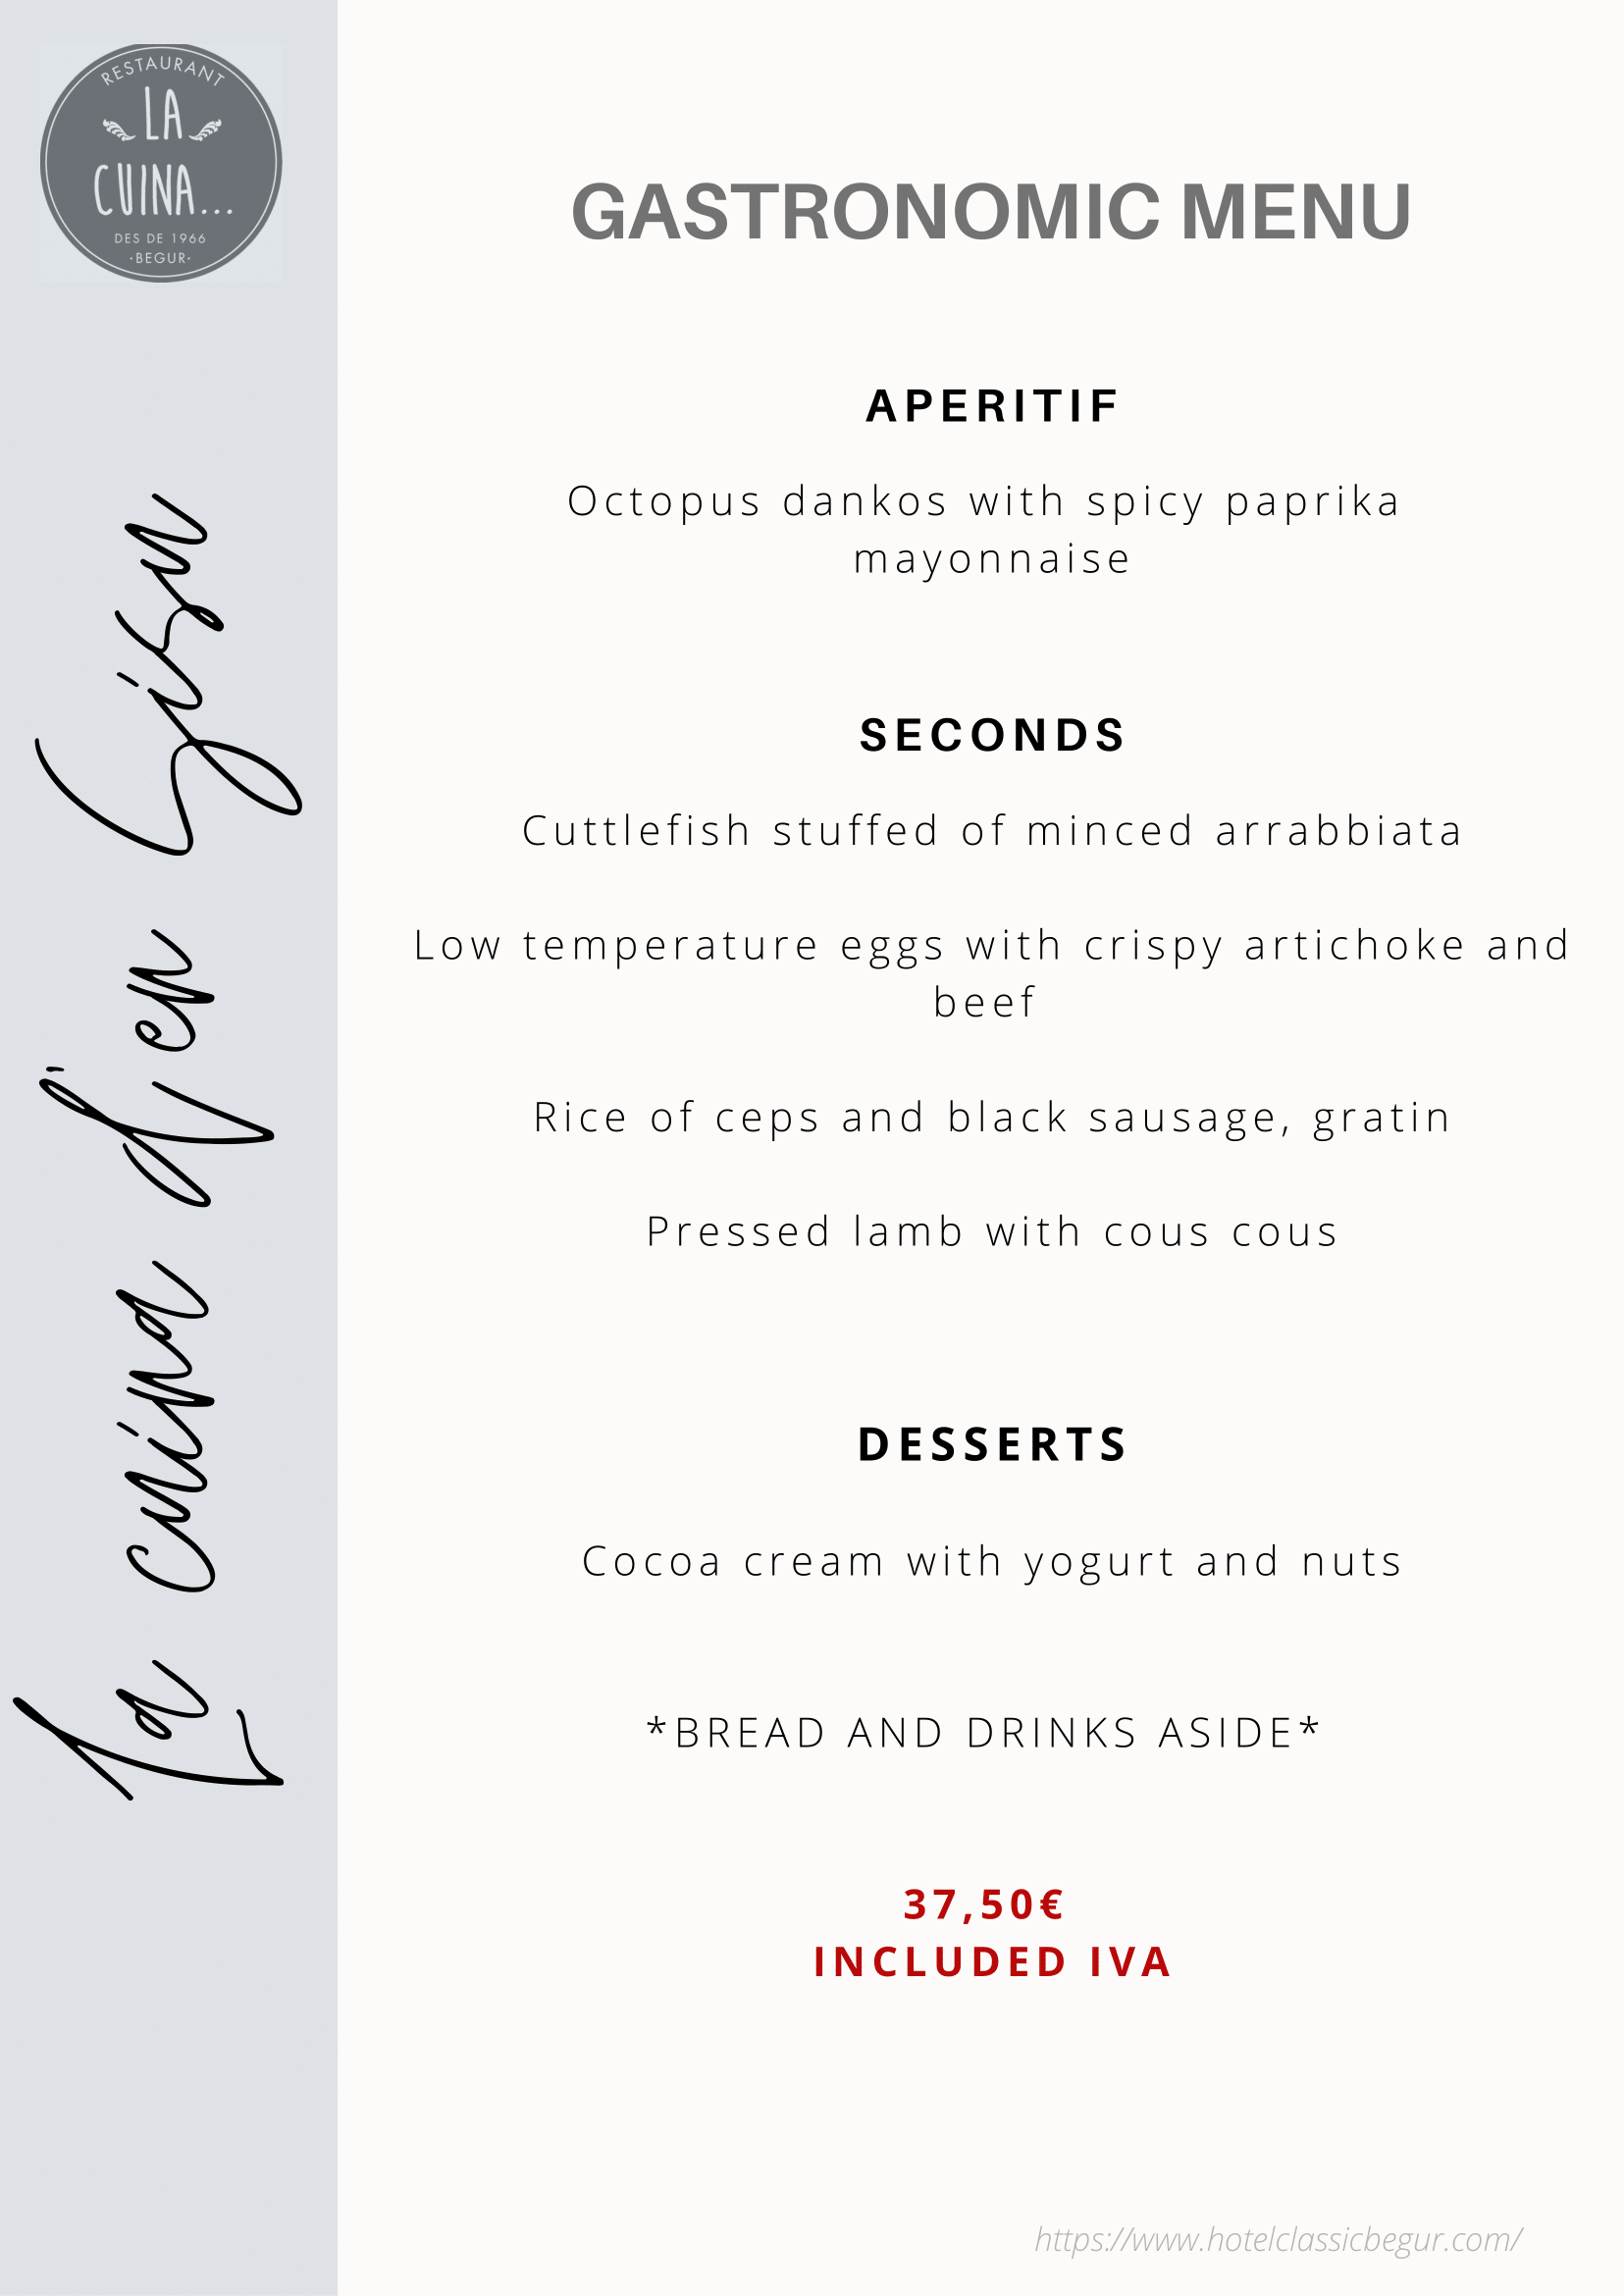 RESTAURANT
LA
CUINA...
DES DE 1966
·BEGUR·
La cuina d'en Sisu
GASTRONOMIC MENU
APERITIF
Octopus dankos with spicy paprika
mayonnaise
SECONDS
Cuttlefish stuffed of minced arrabbiata
Low temperature eggs with crispy artichoke and
beef
Rice of ceps and black sausage, gratin
Pressed lamb with cous cous
DESSERTS
Cocoa cream with yogurt and nuts
*BREAD AND DRINKS ASIDE*
37,50€
INCLUDED IVA
https://www.hotelclassicbegur.com/